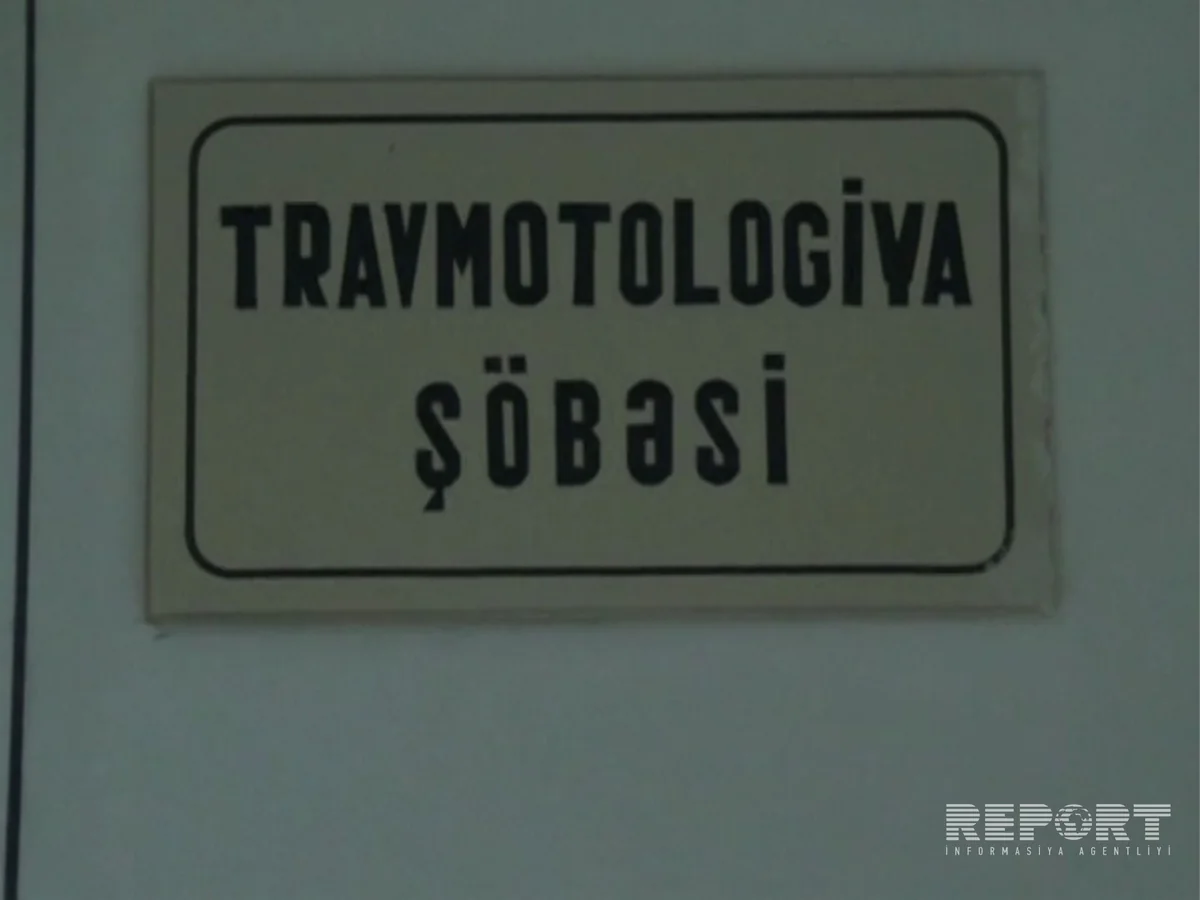 TRAVMOTOLOGİYA
ŞÖBəSİ
REPORT
İNFORMASİYA AGENTLİYİ